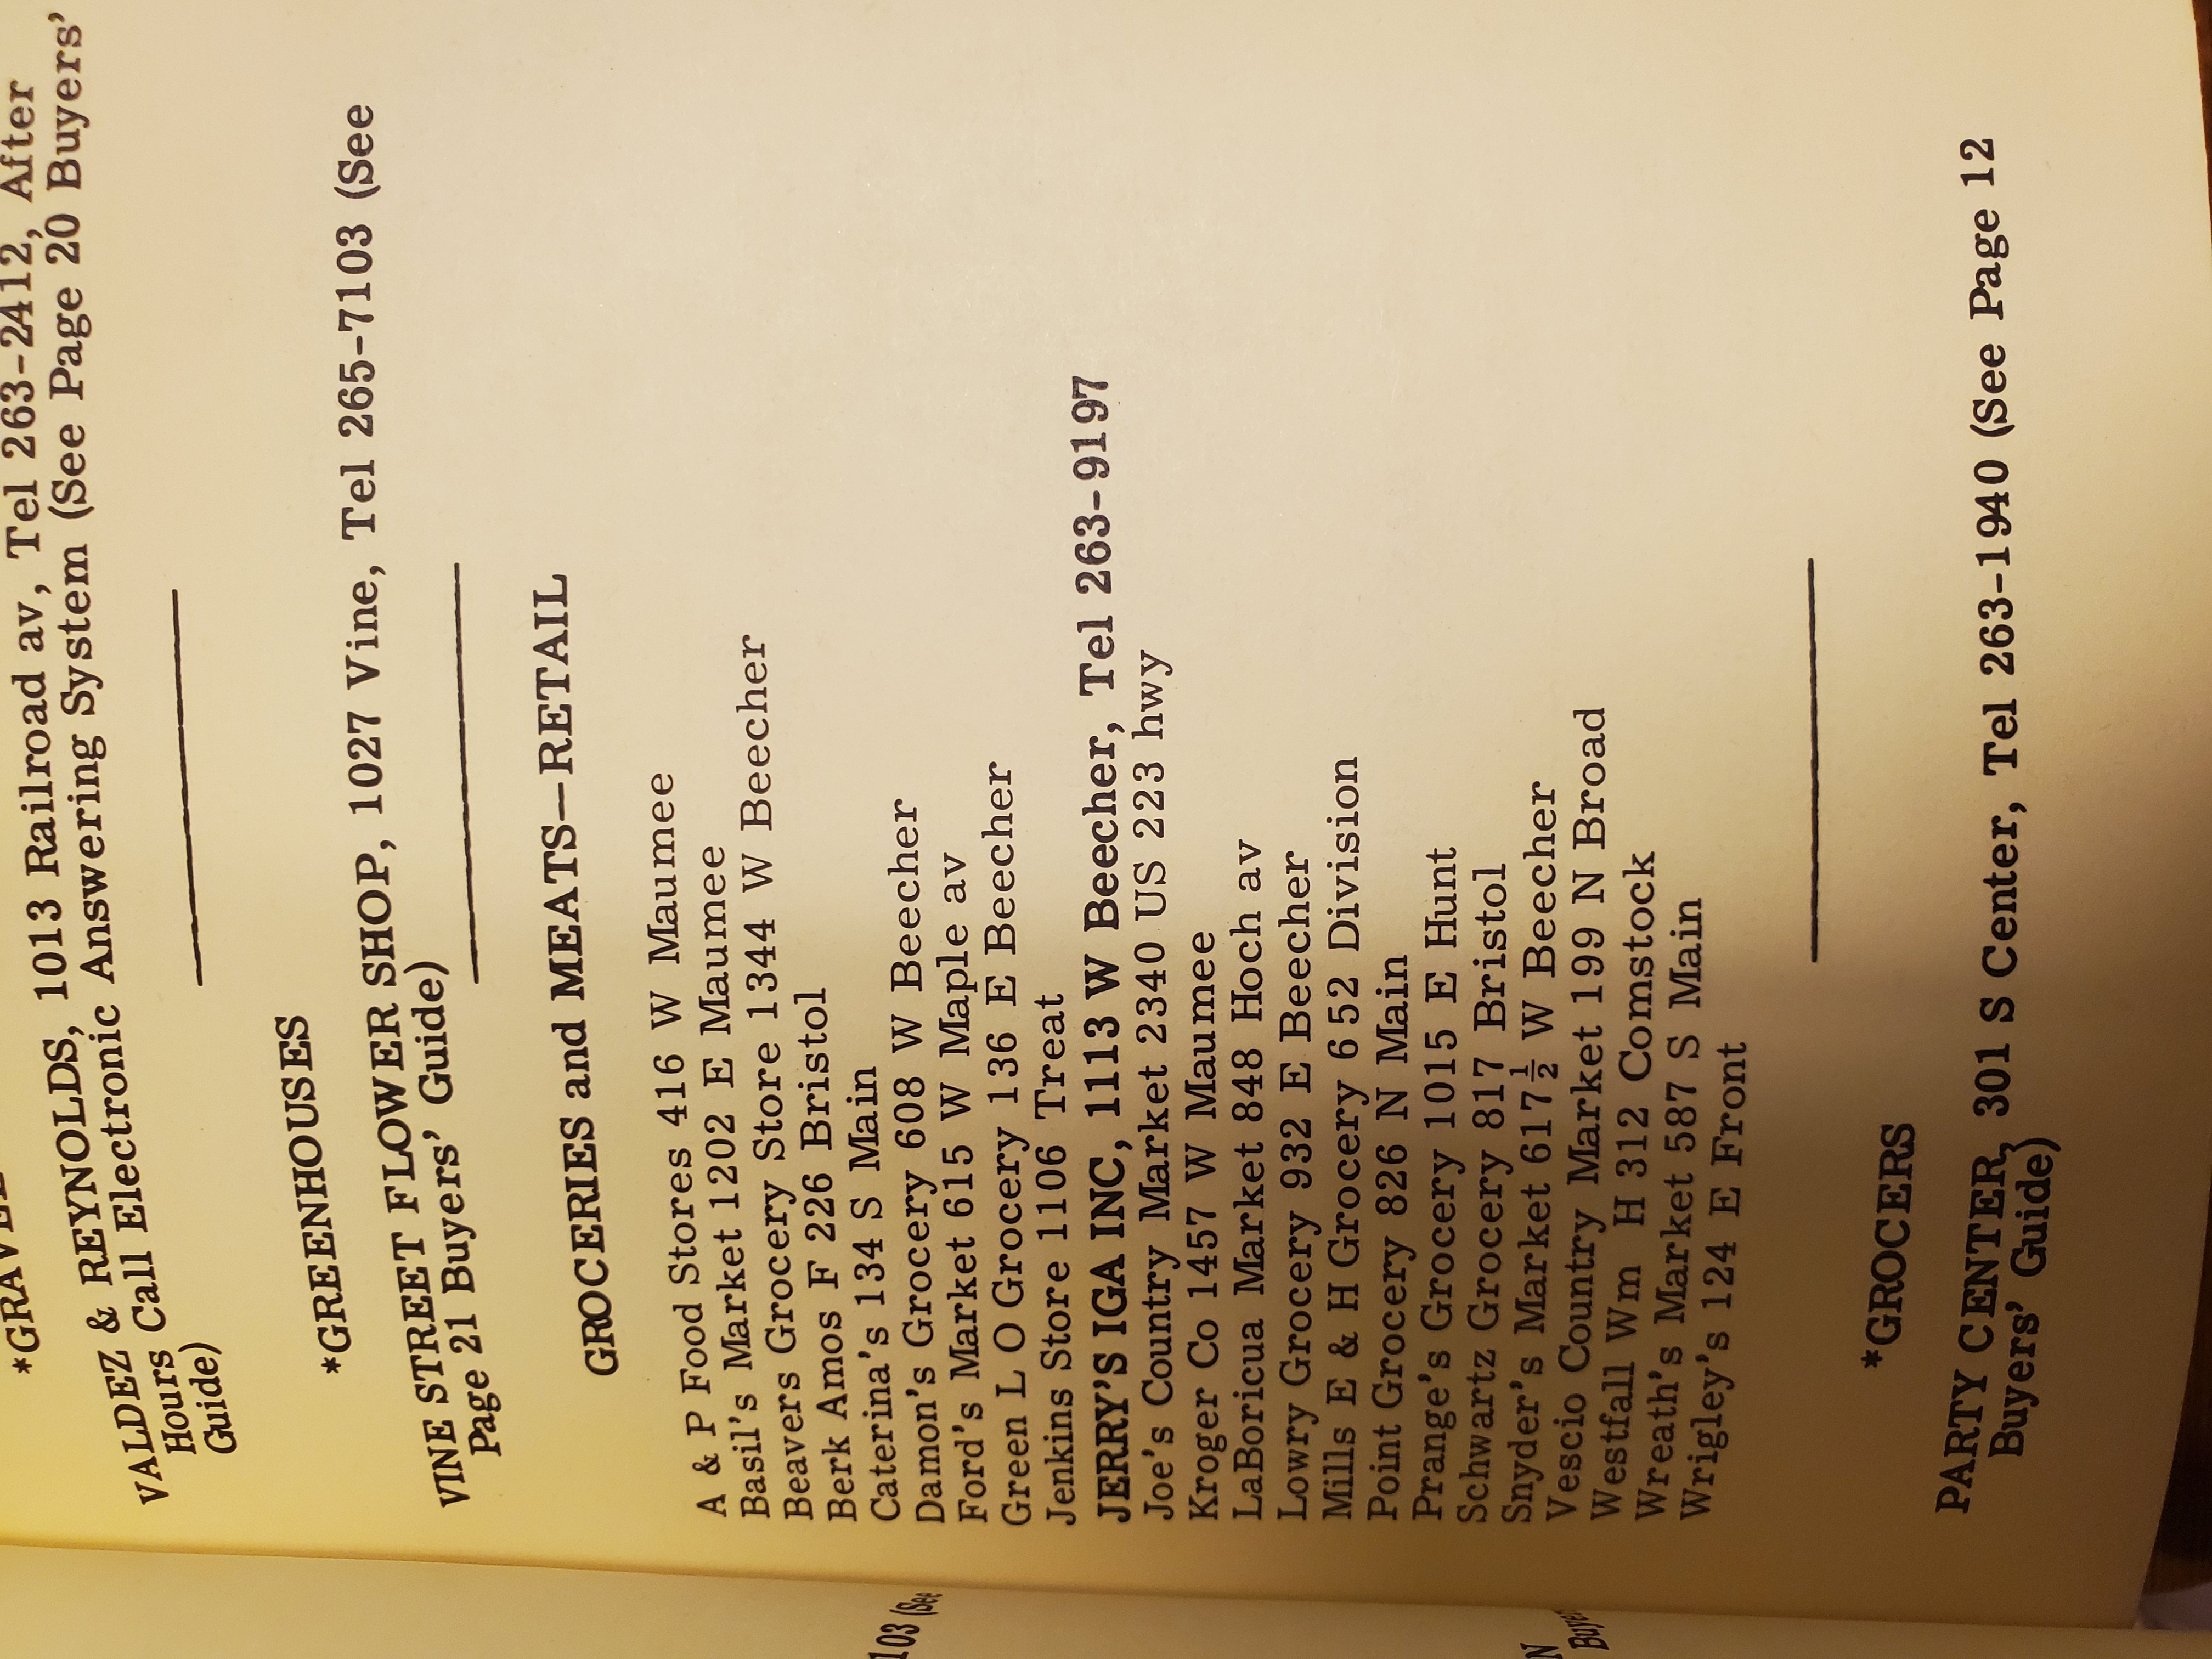 *GRAVEL
VALDEZ & REYNOLDS, 1013 Railroad av, Tel 263-2412, After
Hours Call Electronic Answering System (See Page 20 Buyers'
Guide)
*GREENHOUSES
VINE STREET FLOWER SHOP, 1027 Vine, Tel 265-7103 (See
Page 21 Buyers' Guide)
GROCERIES and MEATS—RETAIL
A & P Food Stores 416 W Maumee
Basil's Market 1202 E Maumee
Beavers Grocery Store 1344 W Beecher
Berk Amos F 226 Bristol
Caterina's 134 S Main
Damon's Grocery 608 W Beecher
Ford's Market 615 W Maple av
Green L O Grocery 136 E Beecher
Jenkins Store 1106 Treat
JERRY'S IGA INC, 1113 W Beecher, Tel 263-9197
Joe's Country Market 2340 US 223 hwy
Kroger Co 1457 W Maumee
LaBoricua Market 848 Hoch av
Lowry Grocery 932 E Beecher
Mills E & H Grocery 652 Division
Point Grocery 826 N Main
Prange's Grocery 1015 E Hunt
Schwartz Grocery 817 Bristol
Snyder's Market 617½ W Beecher
Vescio Country Market 199 N Broad
Westfall Wm H 312 Comstock
Wreath's Market 587 S Main
Wrigley's 124 E Front
*GROCERS
PARTY CENTER, 301 S Center, Tel 263-1940 (See Page 12
Buyers' Guide)
103 (See
N